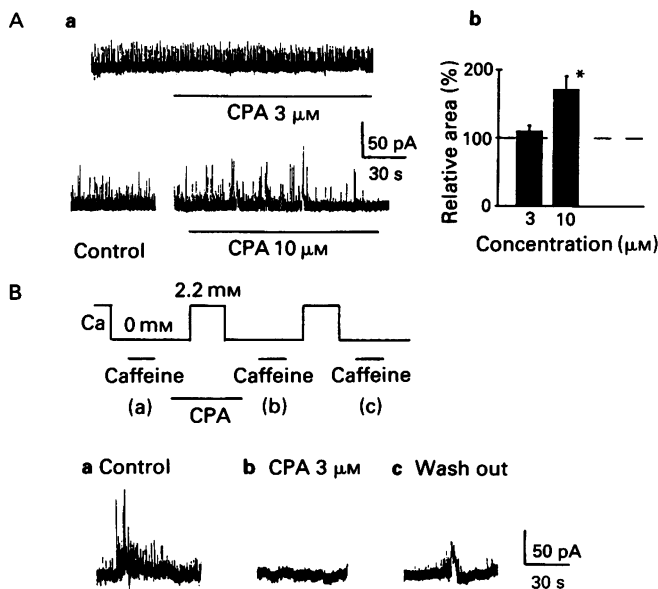 A
a
CPA 3 μM
50 pA
30 s
Control
CPA 10 μM
b
Relative area (%)
200
100
0
3
10
*
Concentration (μM)
B
2.2 mM
Ca
0 mM
Caffeine
Caffeine
Caffeine
(a)
CPA
(b)
(c)
a Control
b CPA 3 μM
c Wash out
50 pA
30 s